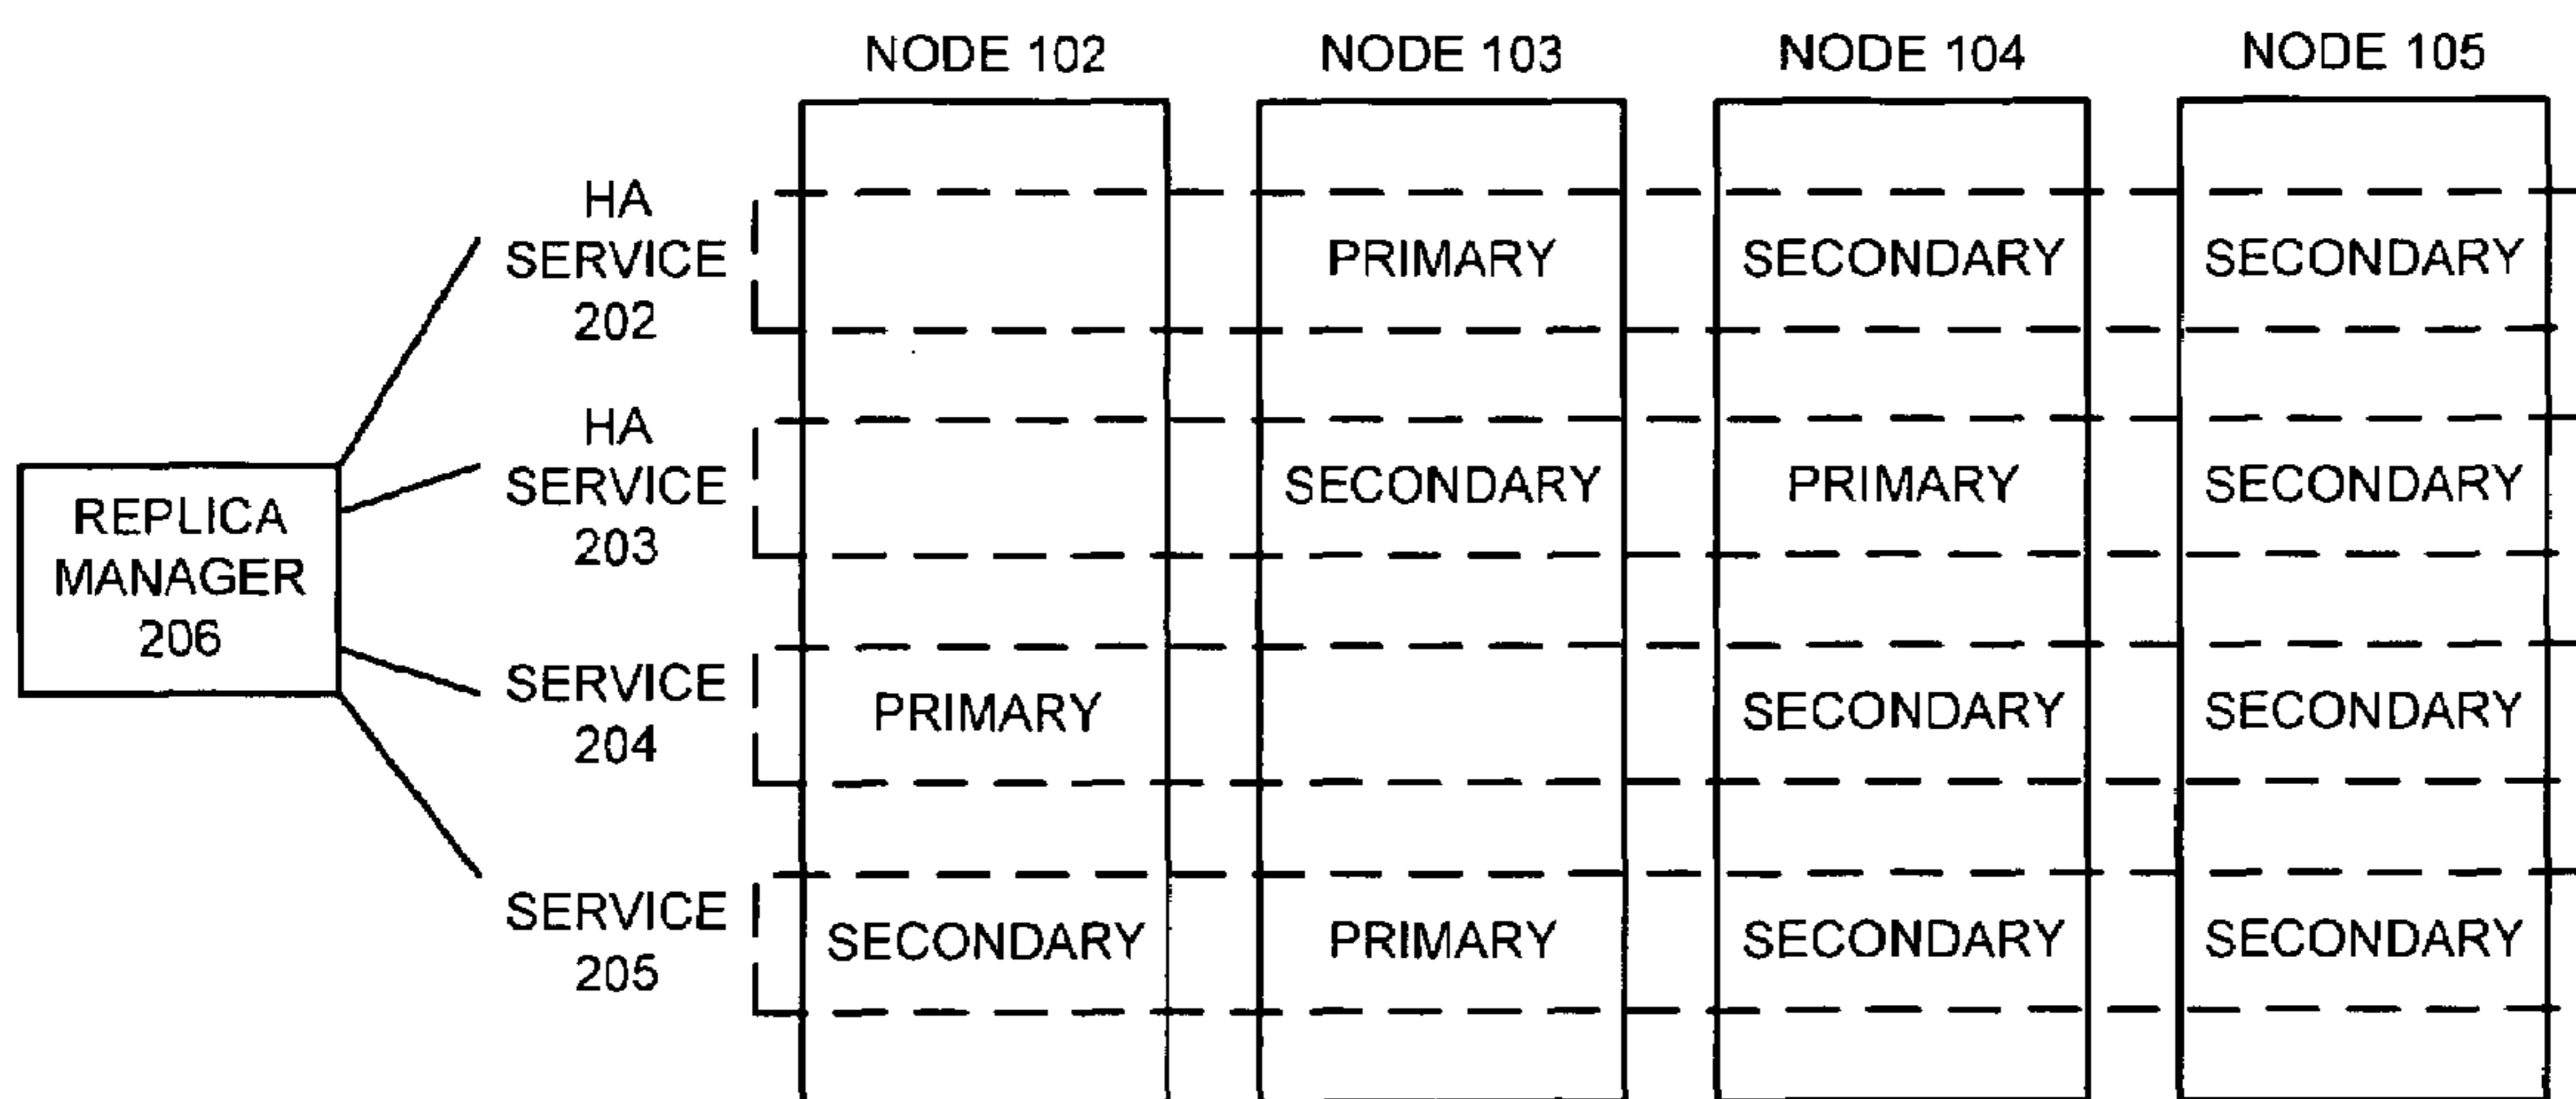 NODE 102 NODE 103 NODE 104 NODE 105
HA
SERVICE
202
PRIMARY SECONDARY SECONDARY
HA
SERVICE
203
SECONDARY PRIMARY SECONDARY
REPLICA
MANAGER
206
SERVICE
204
PRIMARY SECONDARY SECONDARY
SERVICE
205
SECONDARY PRIMARY SECONDARY SECONDARY